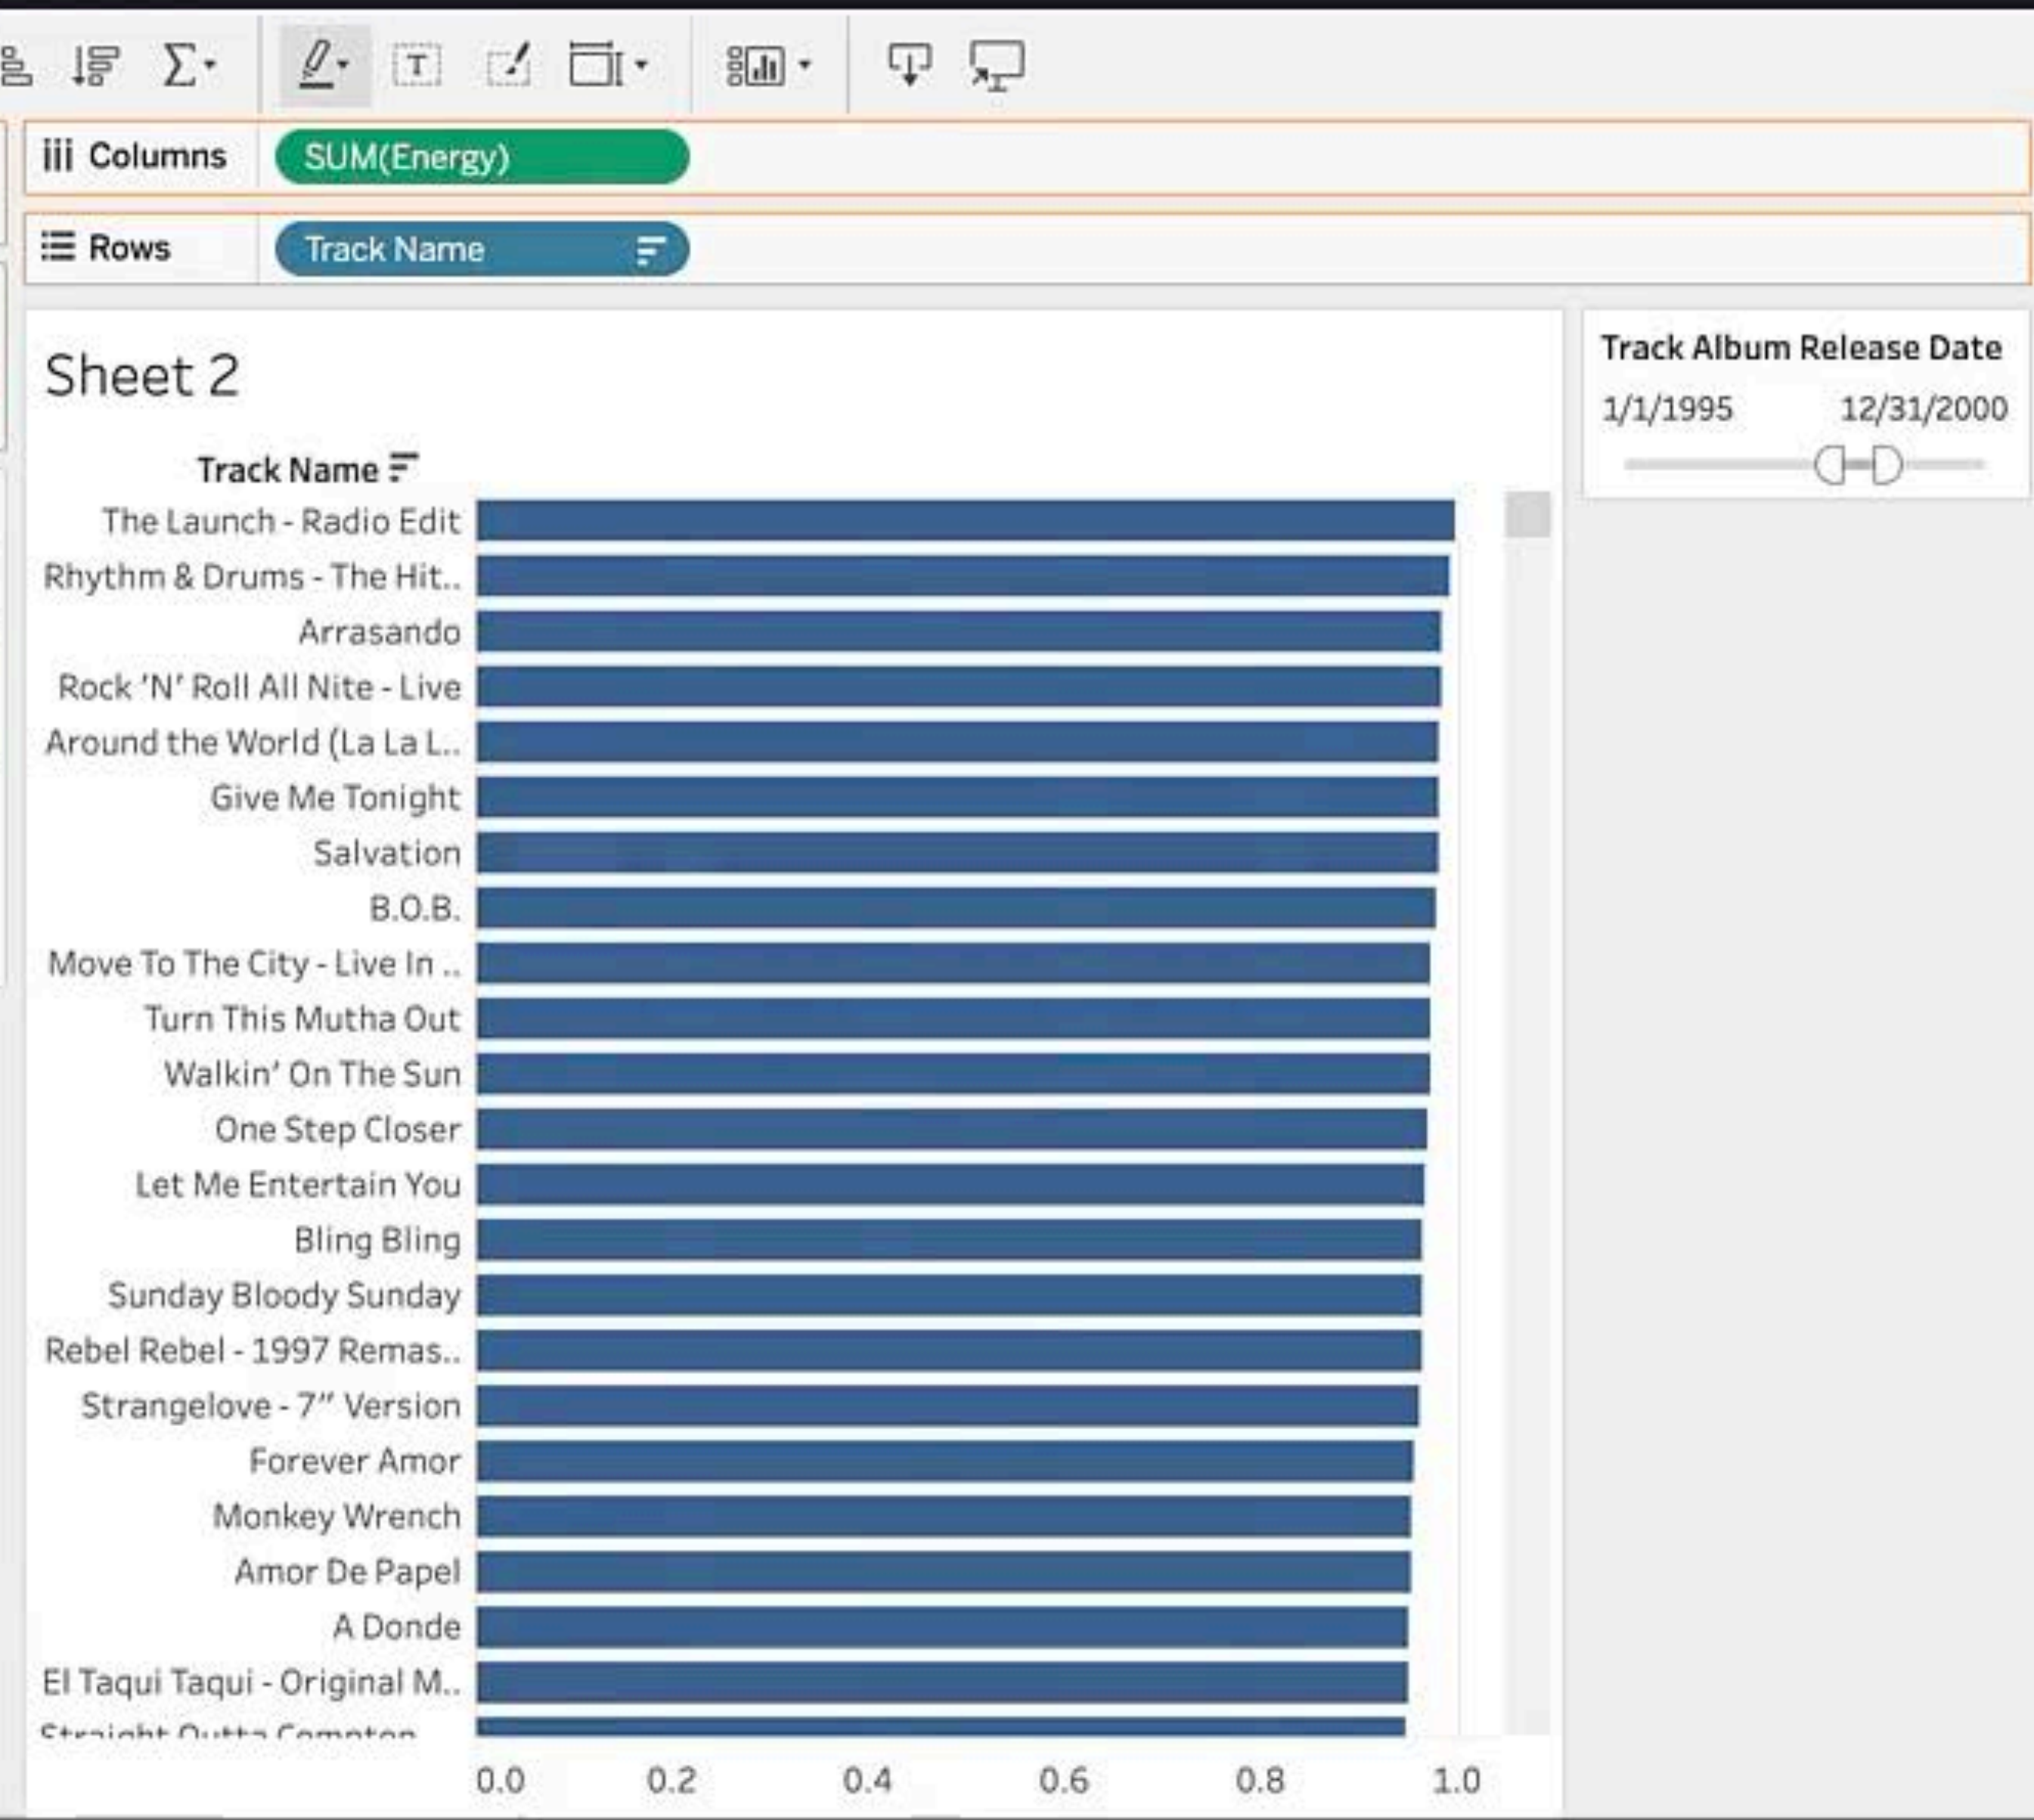 Columns SUM(Energy)
Rows Track Name
Sheet 2
Track Album Release Date
1/1/1995 12/31/2000
Track Name
The Launch - Radio Edit
Rhythm & Drums - The Hit..
Arrasando
Rock ’N’ Roll All Nite - Live
Around the World (La La L..
Give Me Tonight
Salvation
B.O.B.
Move To The City - Live In ..
Turn This Mutha Out
Walkin’ On The Sun
One Step Closer
Let Me Entertain You
Bling Bling
Sunday Bloody Sunday
Rebel Rebel - 1997 Remas..
Strangelove - 7” Version
Forever Amor
Monkey Wrench
Amor De Papel
A Donde
El Taqui Taqui - Original M..
Straight Outta Compton
0.0 0.2 0.4 0.6 0.8 1.0